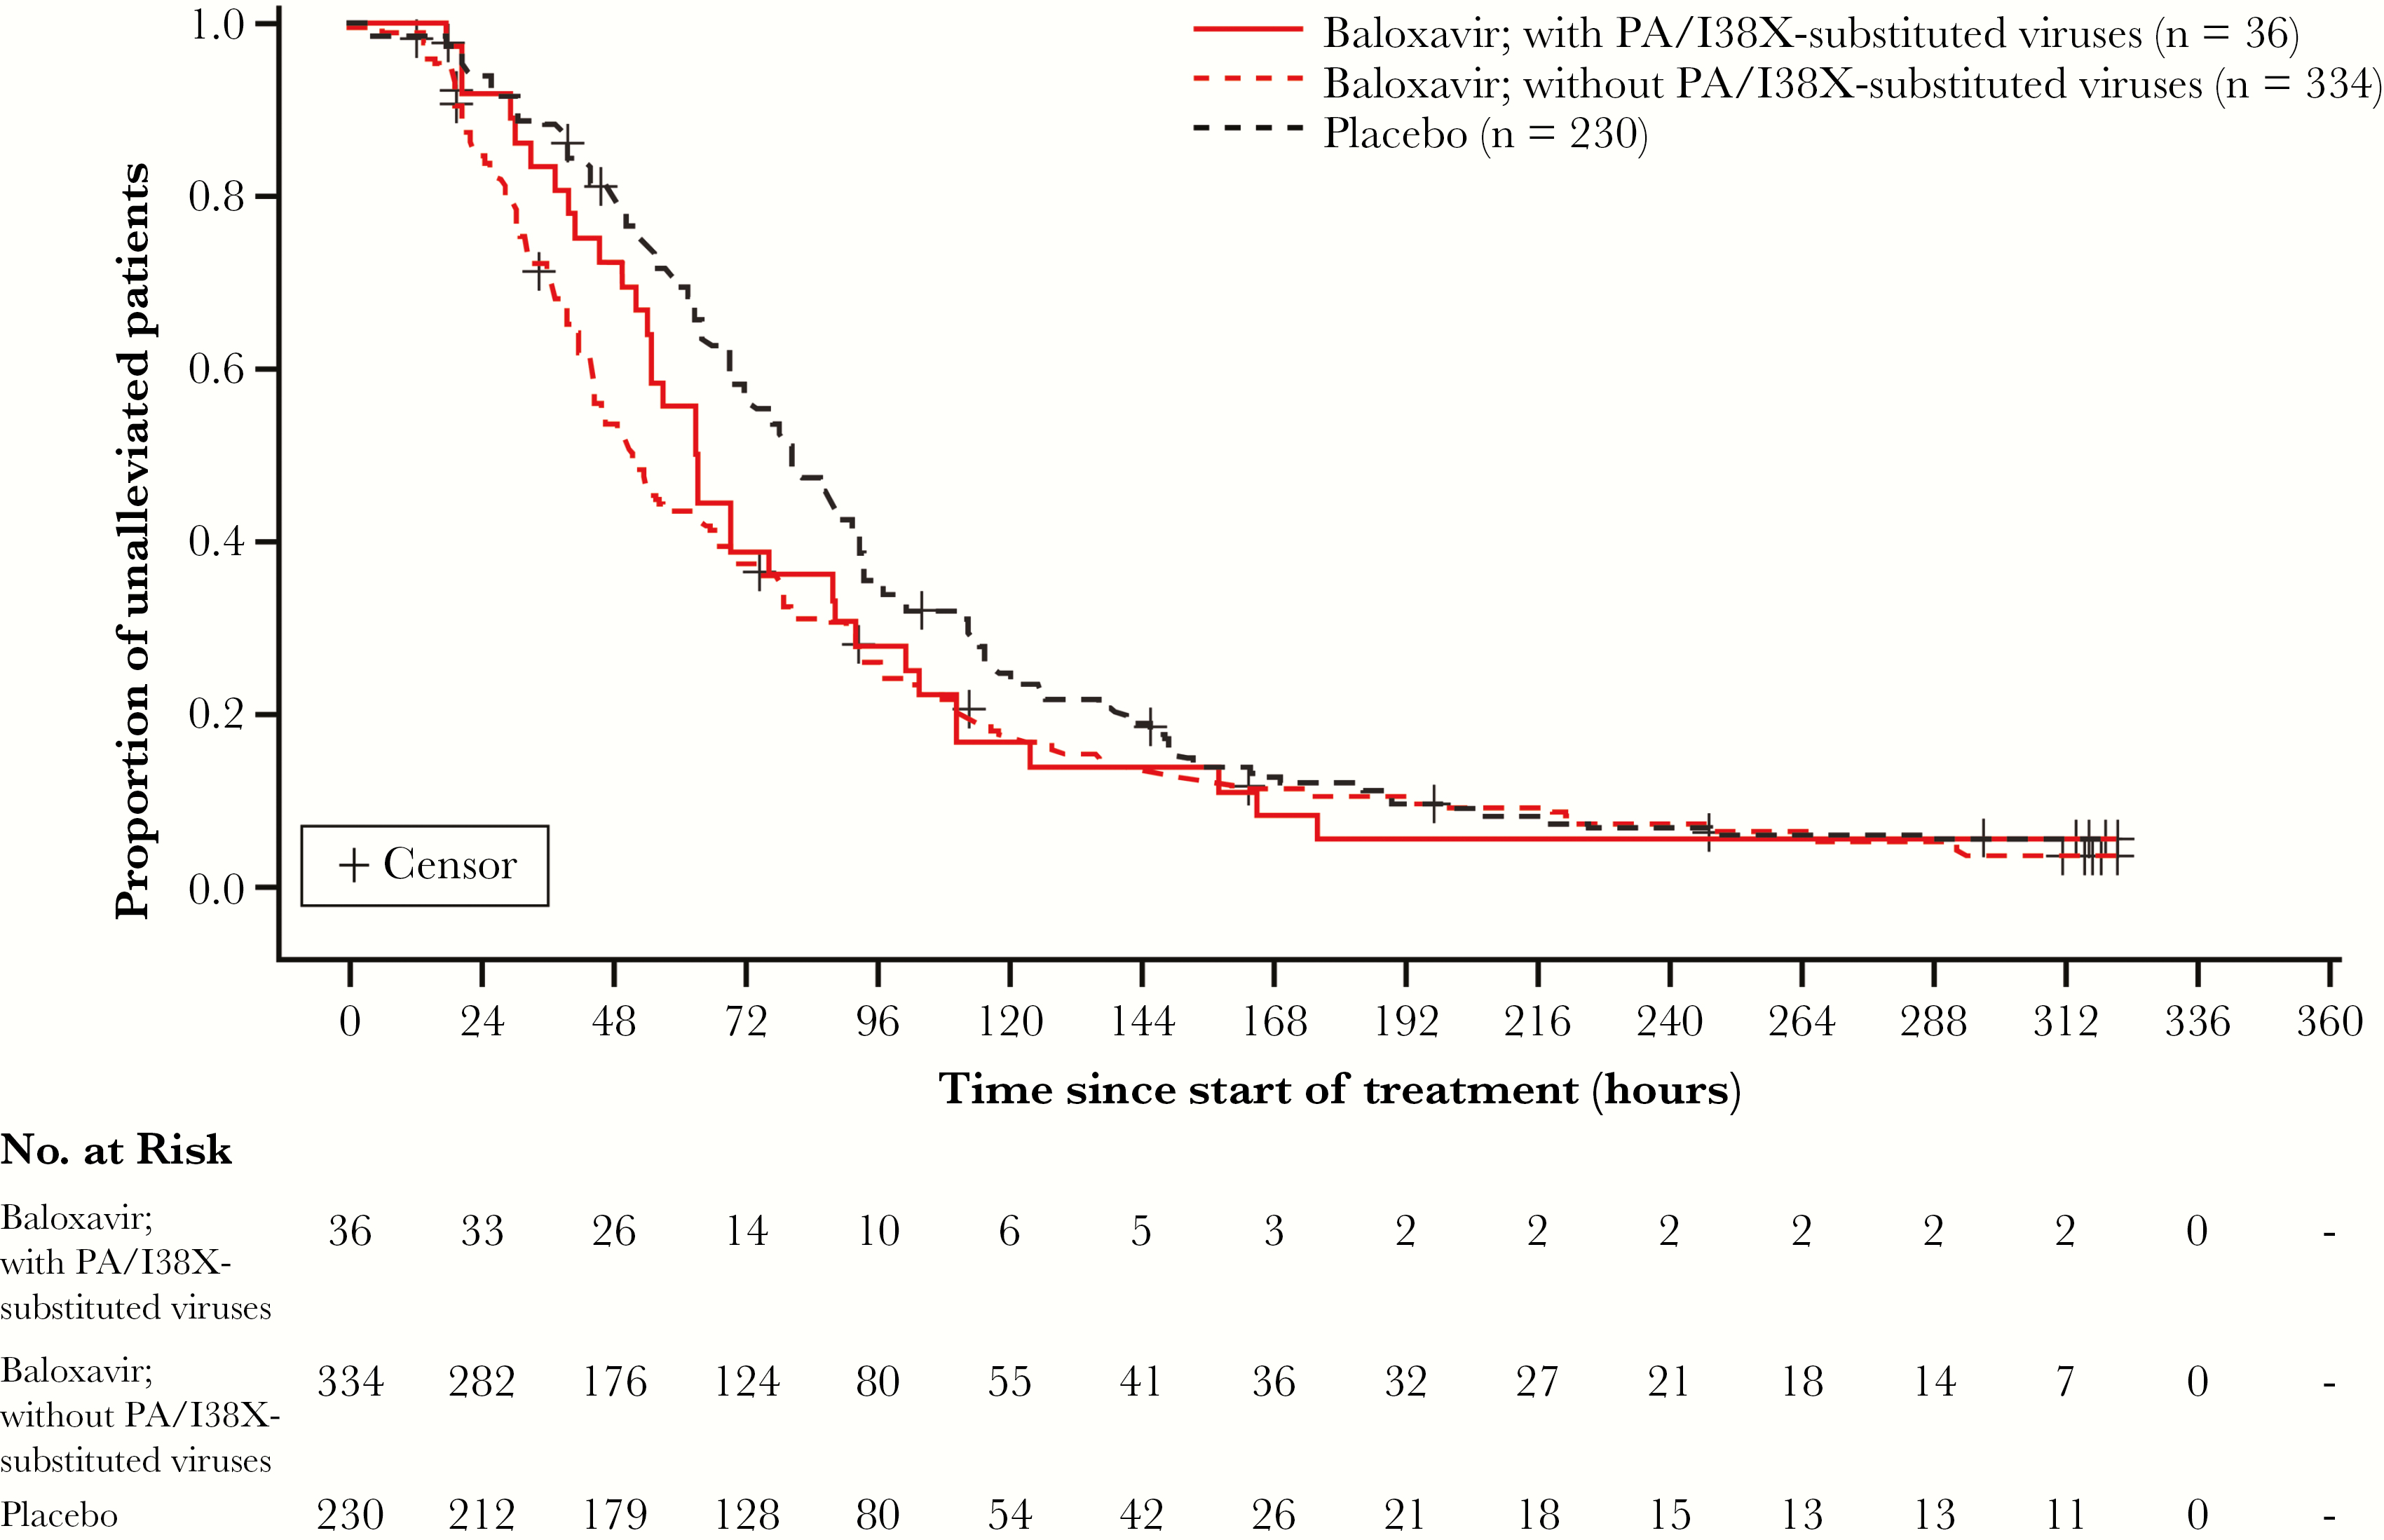 Baloxavir; with PA/I38X-substituted viruses (n = 36)
Baloxavir; without PA/I38X-substituted viruses (n = 334)
Placebo (n = 230)
Proportion of unalleviated patients
1.0
0.8
0.6
0.4
0.2
0.0
+ Censor
0 24 48 72 96 120 144 168 192 216 240 264 288 312 336 360
Time since start of treatment (hours)
No. at Risk
Baloxavir;
with PA/I38X-
substituted viruses
36 33 26 14 10 6 5 3 2 2 2 2 2 2 0 -
Baloxavir;
without PA/I38X-
substituted viruses
334 282 176 124 80 55 41 36 32 27 21 18 14 7 0 -
Placebo 230 212 179 128 80 54 42 26 21 18 15 13 13 11 0 -